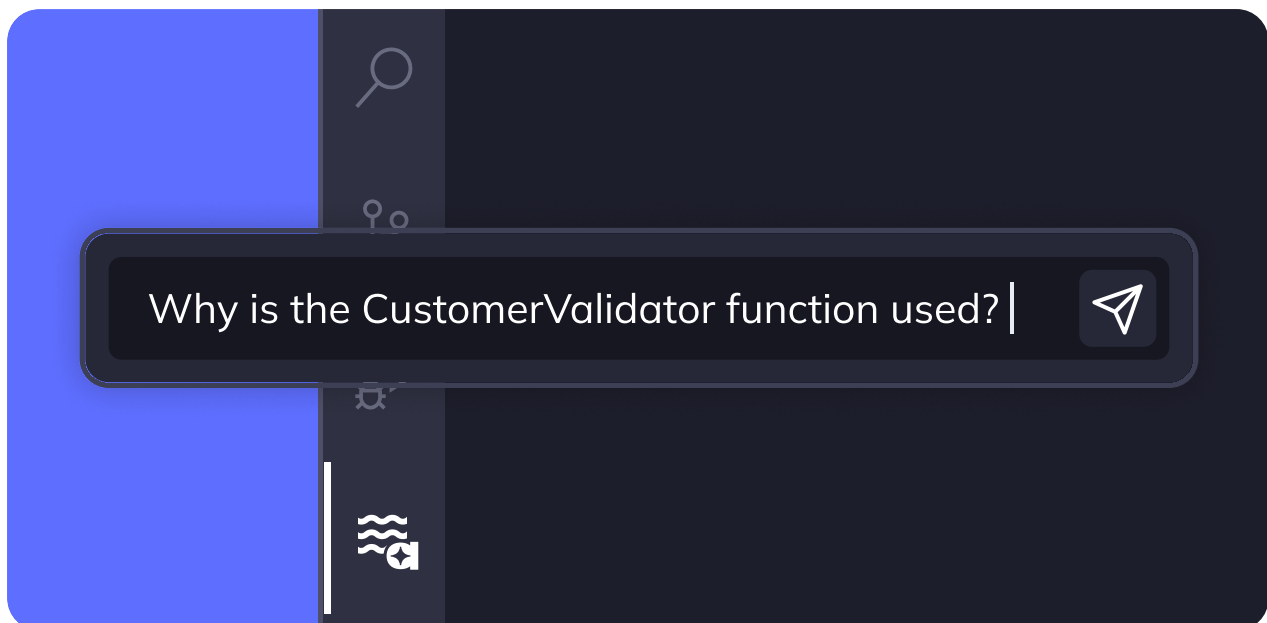 Why is the CustomerValidator function used?